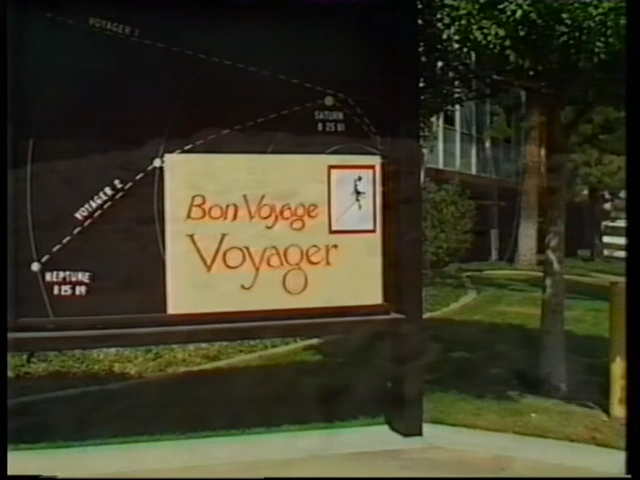 VOYAGER 1
SATURN
8 25 81
VOYAGER 2
Bon Voyage
Voyager
NEPTUNE
8 25 89